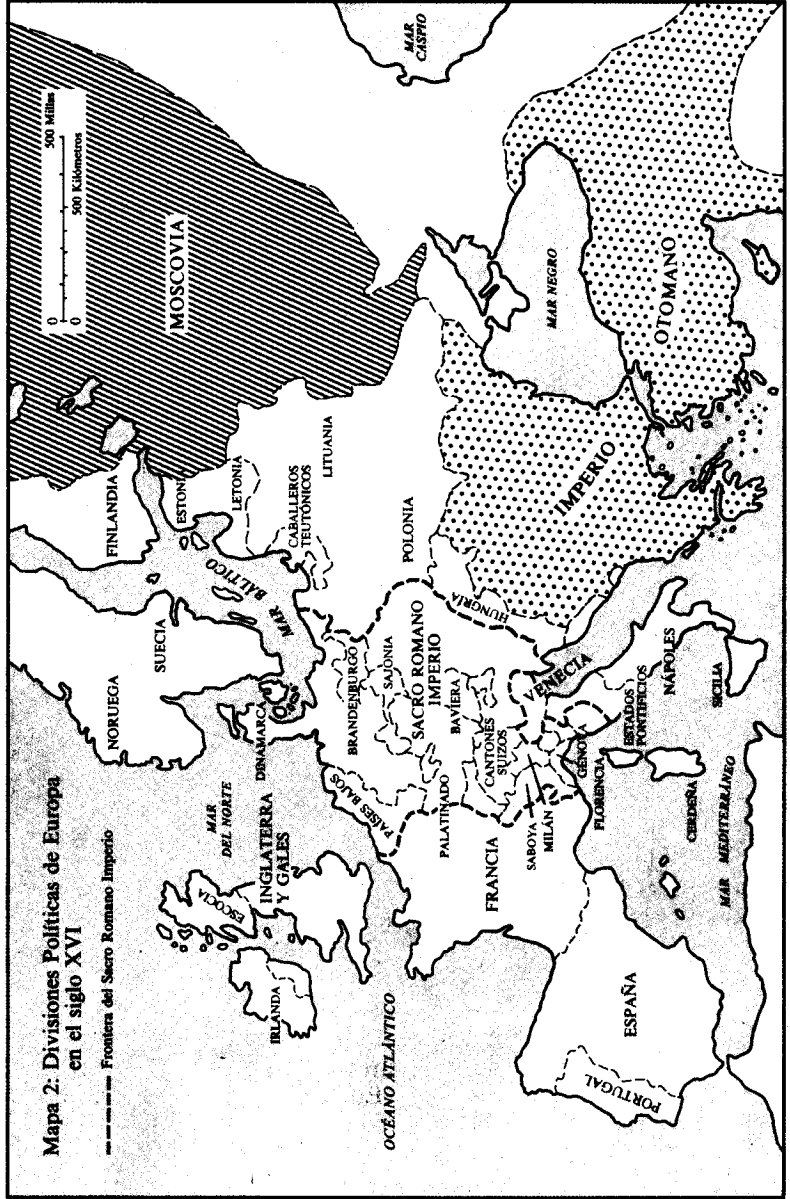 Mapa 2: Divisiones Políticas de Europa
en el siglo XVI
Frontera del Sacro Romano Imperio
0 500 Millas
0 500 Kilómetros
MAR
CASPIO
MOSCOVIA
NORUEGA
SUECIA
FINLANDIA
ESTONIA
LETONIA
MAR BÁLTICO
CABALLEROS
TEUTÓNICOS
LITUANIA
MAR
DEL NORTE
DINAMARCA
ESCOCIA
IRLANDA
INGLATERRA
Y GALES
PAÍSES BAJOS
BRANDENBURGO
SAJONIA
SACRO ROMANO
IMPERIO
POLONIA
PALATINADO
BAVIERA
HUNGRÍA
OCÉANO ATLÁNTICO
FRANCIA
CANTONES
SUIZOS
SABOYA
MILÁN
VENECIA
GÉNOVA
FLORENCIA
ESTADOS
PONTIFICIOS
NÁPOLES
SICILIA
CERDEÑA
MAR MEDITERRÁNEO
PORTUGAL
ESPAÑA
IMPERIO
OTOMANO
MAR NEGRO